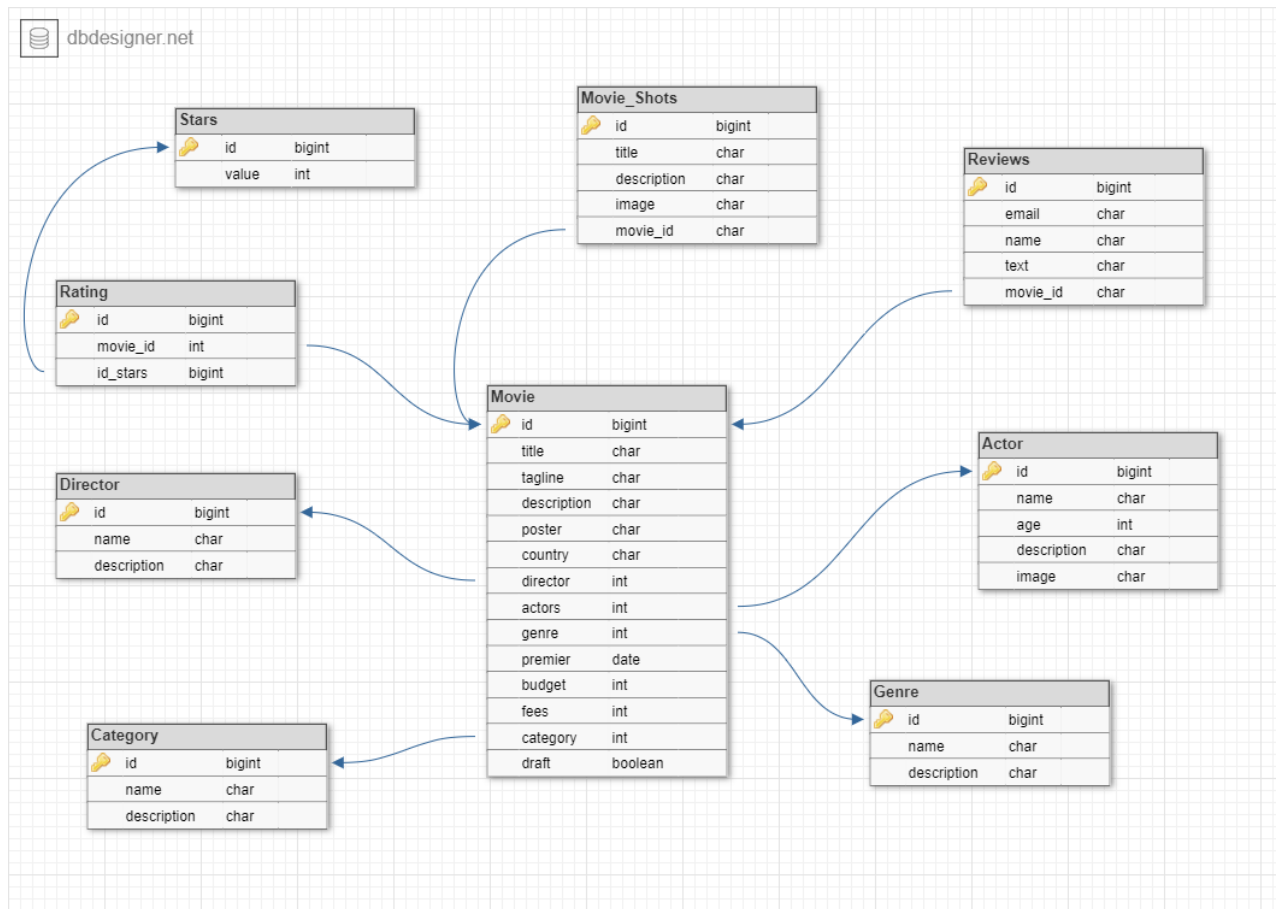 dbdesigner.net
Stars
id bigint
value int
Movie_Shots
id bigint
title char
description char
image char
movie_id char
Reviews
id bigint
email char
name char
text char
movie_id char
Rating
id bigint
movie_id int
id_stars bigint
Movie
id bigint
title char
tagline char
description char
poster char
country char
director int
actors int
genre int
premier date
budget int
fees int
category int
draft boolean
Director
id bigint
name char
description char
Actor
id bigint
name char
age int
description char
image char
Genre
id bigint
name char
description char
Category
id bigint
name char
description char